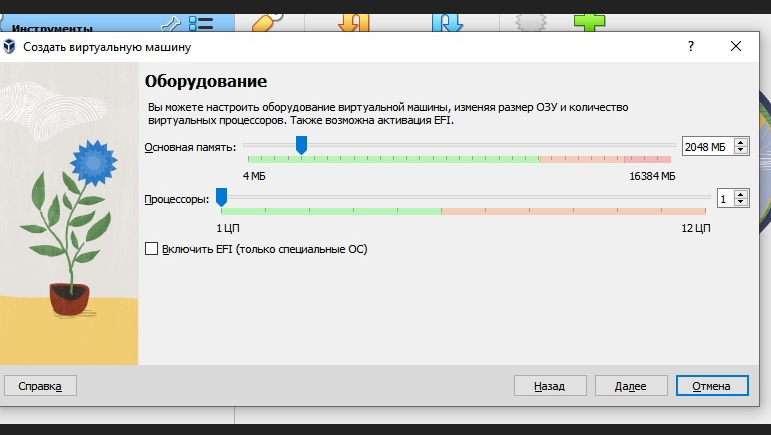 Инструменты
Создать виртуальную машину
Оборудование
Вы можете настроить оборудование виртуальной машины, изменяя размер ОЗУ и количество
виртуальных процессоров. Также возможна активация EFI.
Основная память:
2048 МБ
4 МБ
16384 МБ
Процессоры:
1
1 ЦП
12 ЦП
Включить EFI (только специальные ОС)
Справка
Назад
Далее
Отмена